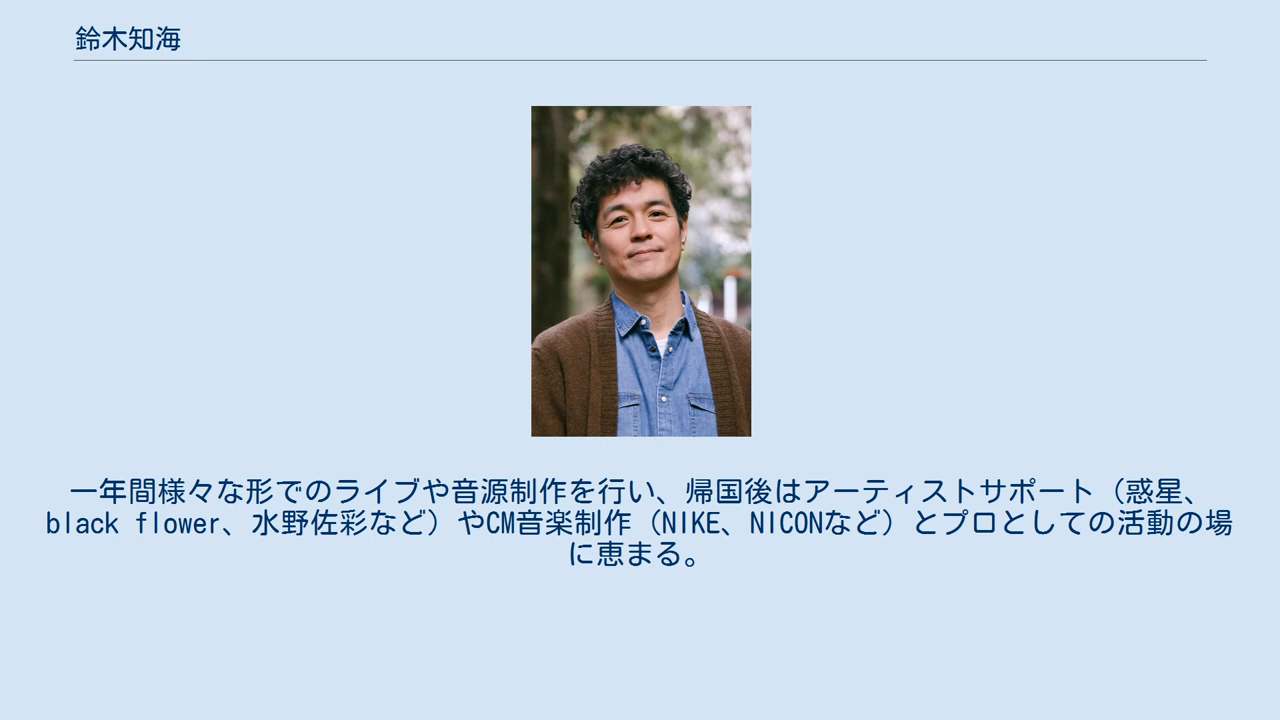 鈴木知海
一年間様々な形でのライブや音源制作を行い、帰国後はアーティストサポート（惑星、
black flower、水野佐彩など）やCM音楽制作（NIKE、NICONなど）とプロとしての活動の場
に恵まる。